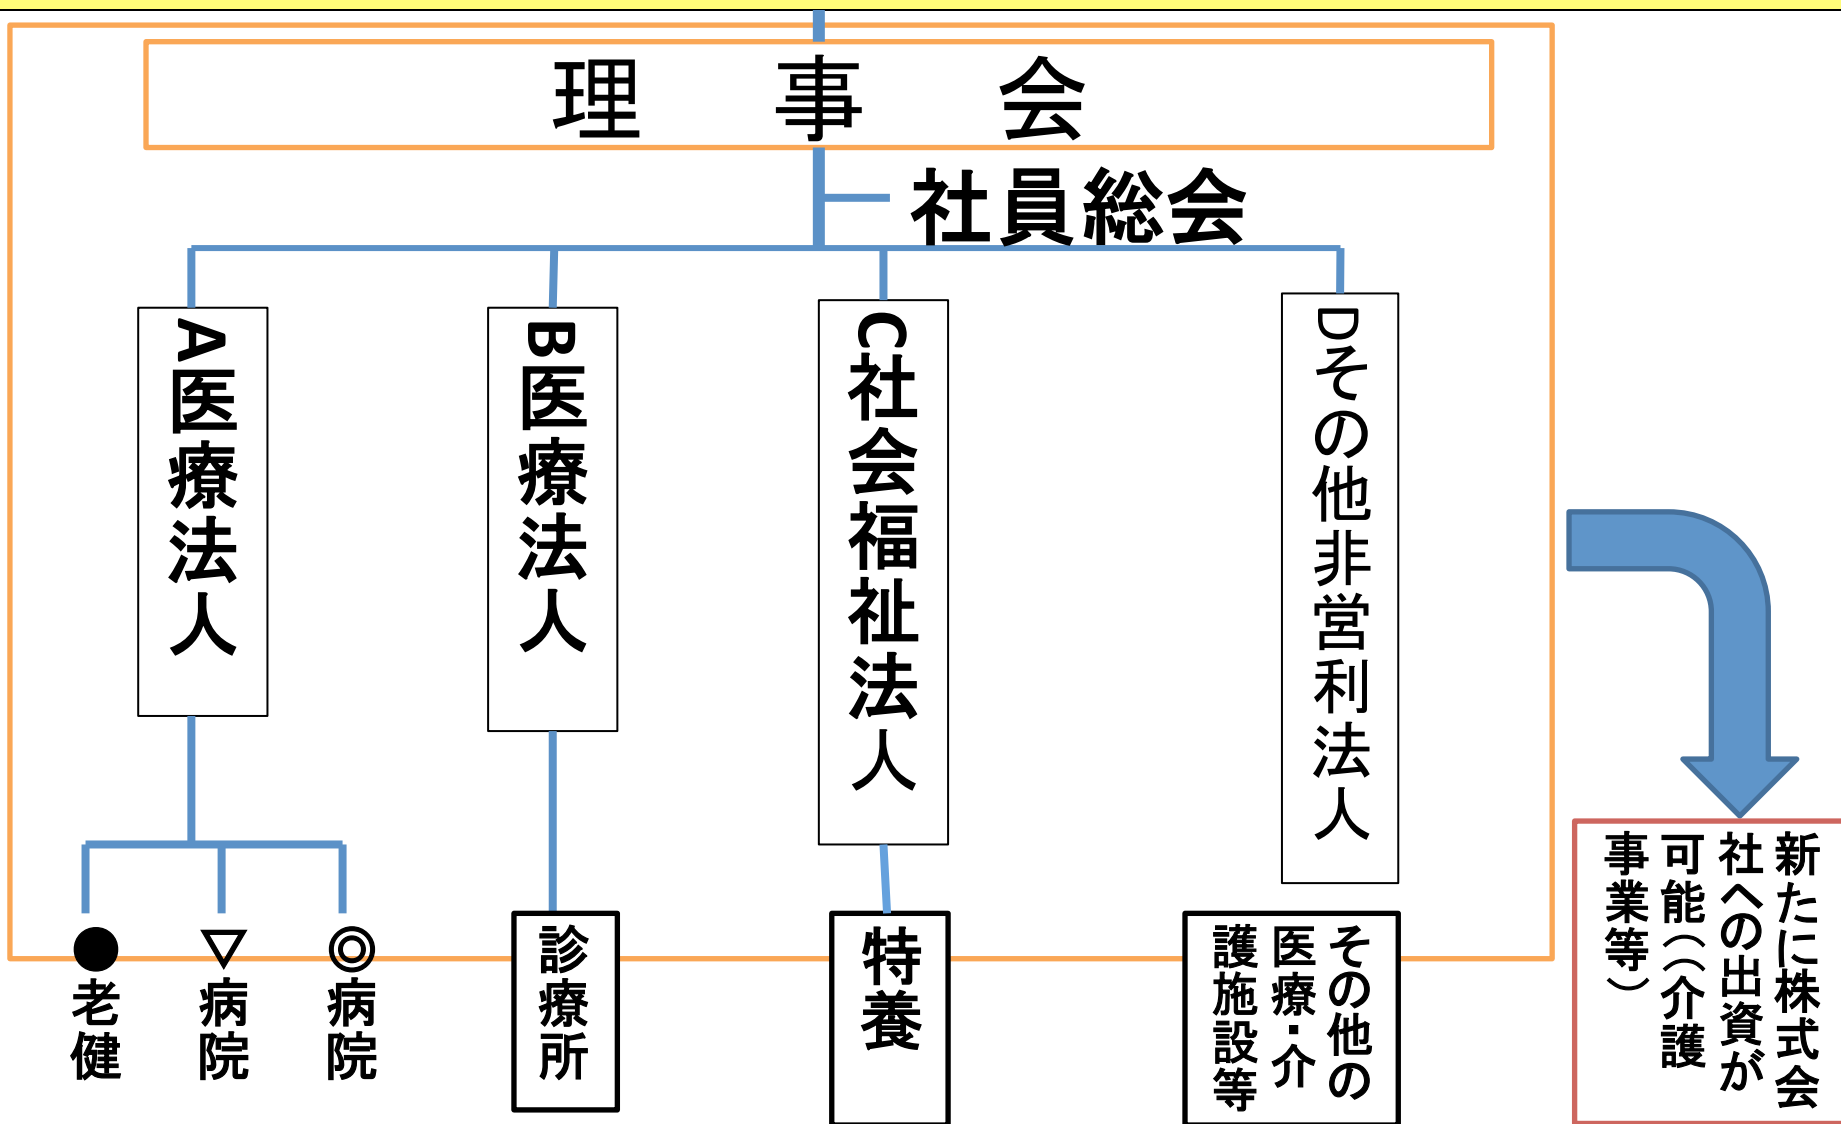 理事会
社員総会
A医療法人
B医療法人
C社会福祉法人
Dその他非営利法人
●老健
▽病院
◎病院
診療所
特養
その他の
医療・介
護施設等
新たに株式会
社への出資が
可能((介護
事業等)